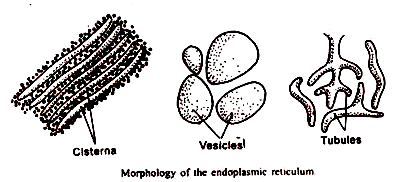 Cisterna
Vesicles
Tubules
Morphology of the endoplasmic reticulum